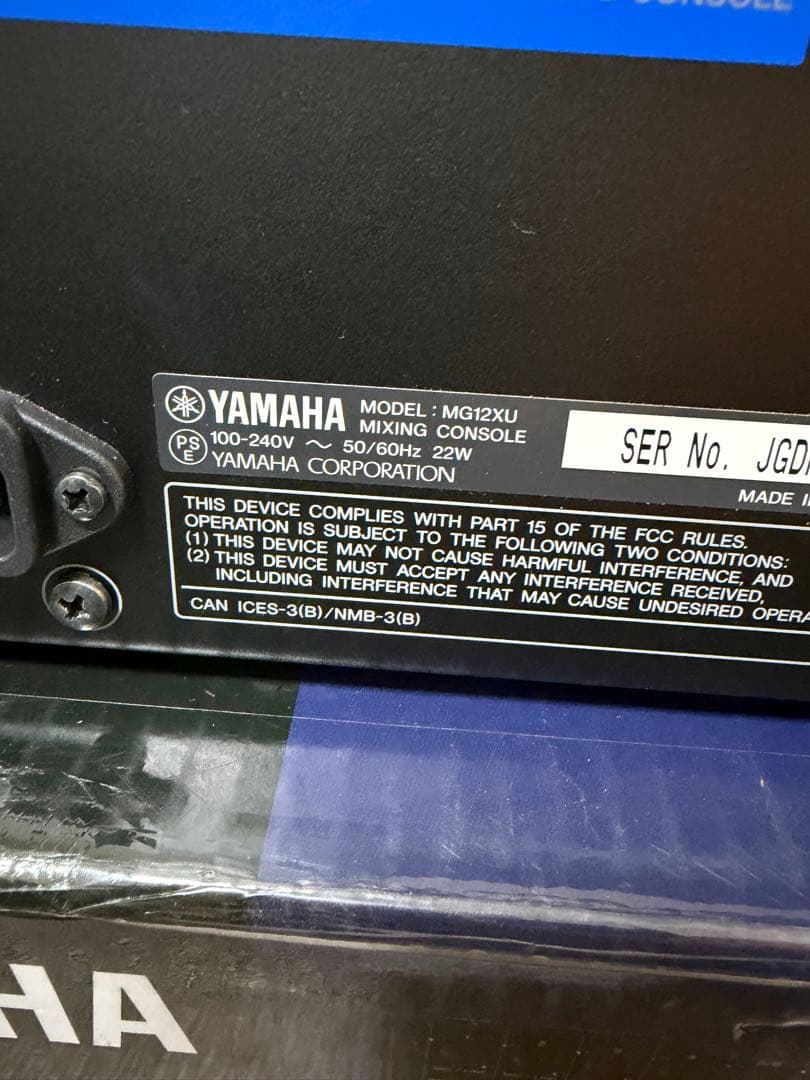 CONSOLE
YAMAHA MODEL : MG12XU
MIXING CONSOLE
PS E 100-240V ～ 50/60Hz 22W
YAMAHA CORPORATION
SER No. JGD
MADE
THIS DEVICE COMPLIES WITH PART 15 OF THE FCC RULES.
OPERATION IS SUBJECT TO THE FOLLOWING TWO CONDITIONS:
(1) THIS DEVICE MAY NOT CAUSE HARMFUL INTERFERENCE, AND
(2) THIS DEVICE MUST ACCEPT ANY INTERFERENCE RECEIVED,
INCLUDING INTERFERENCE THAT MAY CAUSE UNDESIRED OPERA
CAN ICES-3(B)/NMB-3(B)
HA